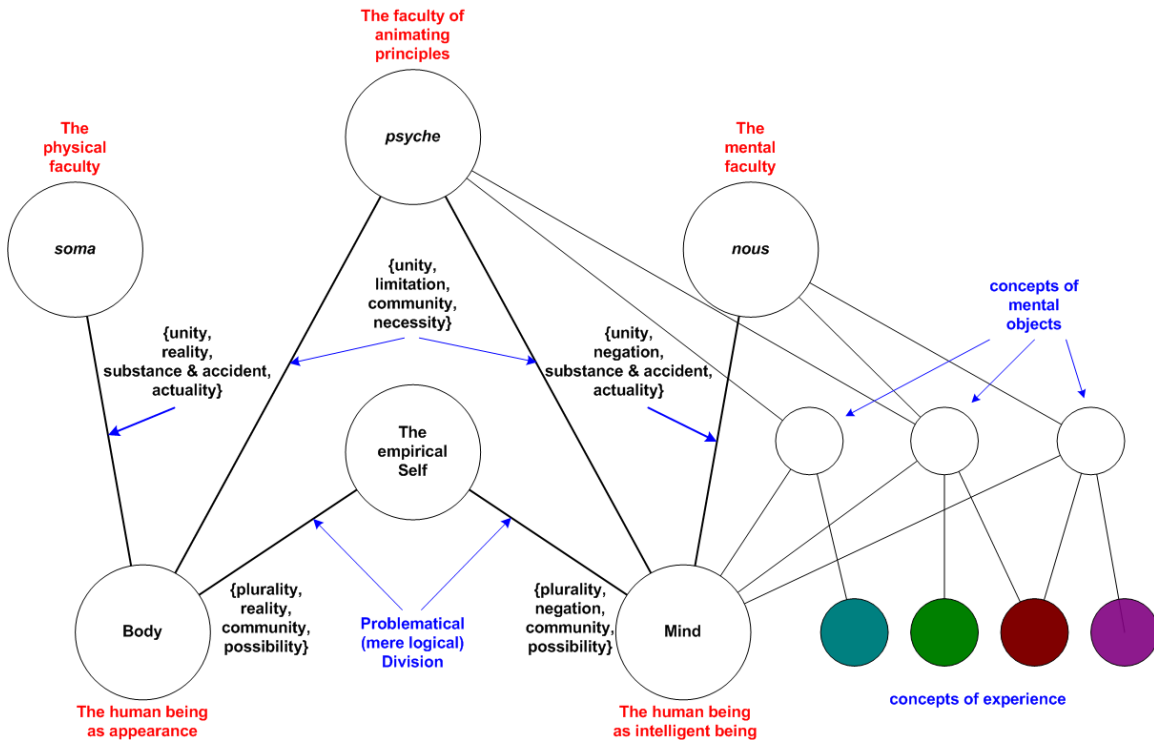 The faculty of
animating
principles
The
physical
faculty
The
mental
faculty
psyche
soma
nous
{unity,
limitation,
community,
necessity}
concepts of
mental
objects
{unity,
reality,
substance & accident,
actuality}
{unity,
negation,
substance & accident,
actuality}
The
empirical
Self
{plurality,
reality,
community,
possibility}
{plurality,
negation,
community,
possibility}
Problematical
(mere logical)
Division
Body
Mind
concepts of experience
The human being
as appearance
The human being
as intelligent being